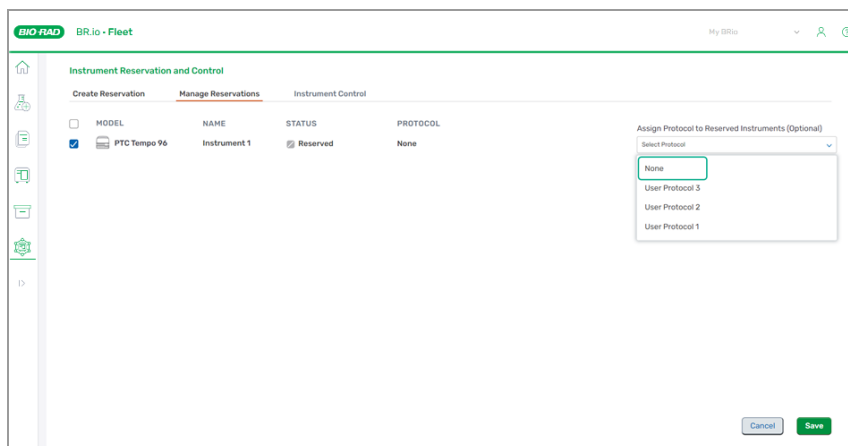 BIO-RAD BR.io - Fleet My BRio
Instrument Reservation and Control
Create Reservation Manage Reservations Instrument Control
MODEL NAME STATUS PROTOCOL
Assign Protocol to Reserved Instruments (Optional)
PTC Tempo 96 Instrument 1 Reserved None
Select Protocol
None
User Protocol 3
User Protocol 2
User Protocol 1
Cancel Save